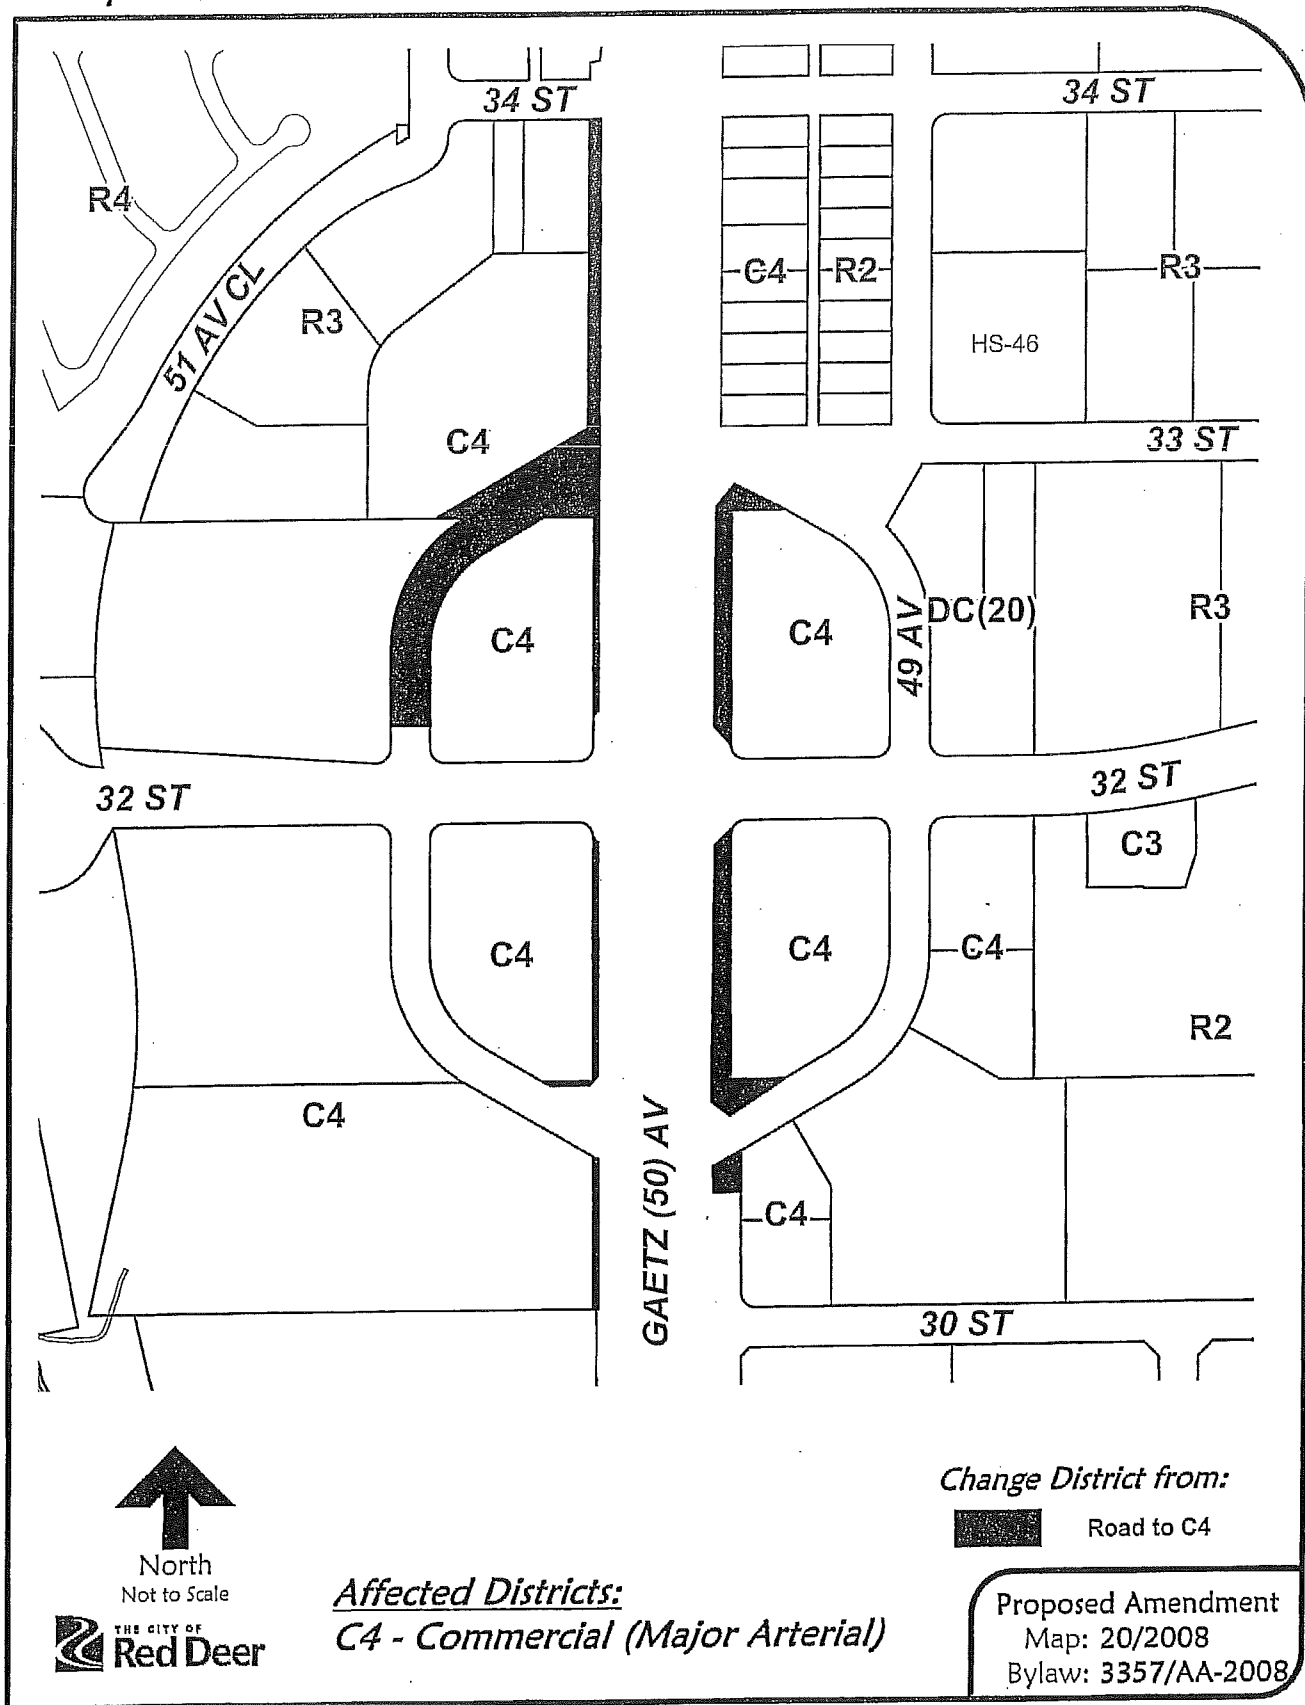 34 ST
34 ST
R4
C4
R2
R3
51 AV CL
R3
HS-46
C4
33 ST
C4
C4
49 AV
DC(20)
R3
32 ST
32 ST
C3
C4
C4
C4
R2
C4
GAETZ (50) AV
C4
30 ST
North
Not to Scale
Change District from:
Road to C4
THE CITY OF
Red Deer
Affected Districts:
C4 - Commercial (Major Arterial)
Proposed Amendment
Map: 20/2008
Bylaw: 3357/AA-2008